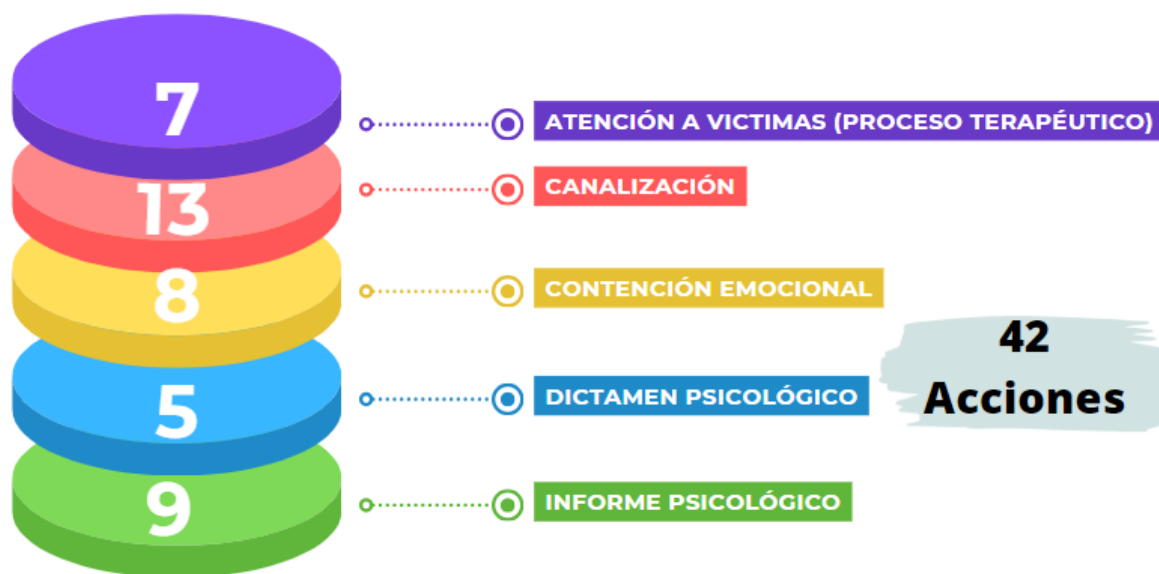 7
ATENCIÓN A VICTIMAS (PROCESO TERAPÉUTICO)
13
CANALIZACIÓN
8
CONTENCIÓN EMOCIONAL
42
Acciones
5
DICTAMEN PSICOLÓGICO
9
INFORME PSICOLÓGICO